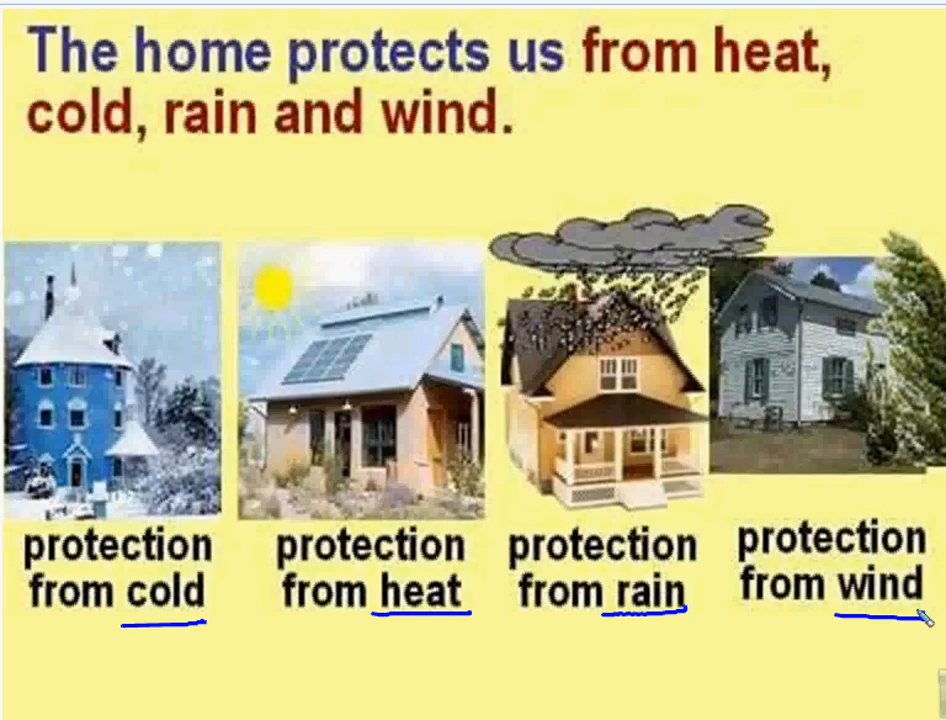 The home protects us from heat,
cold, rain and wind.
protection
from cold
protection
from heat
protection
from rain
protection
from wind